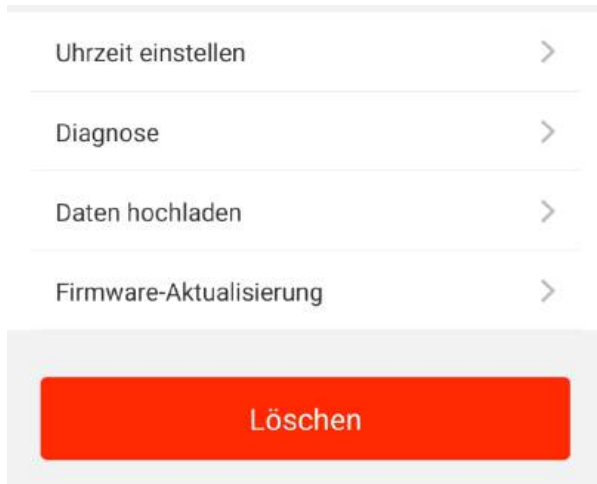 Uhrzeit einstellen
Diagnose
Daten hochladen
Firmware-Aktualisierung
Löschen